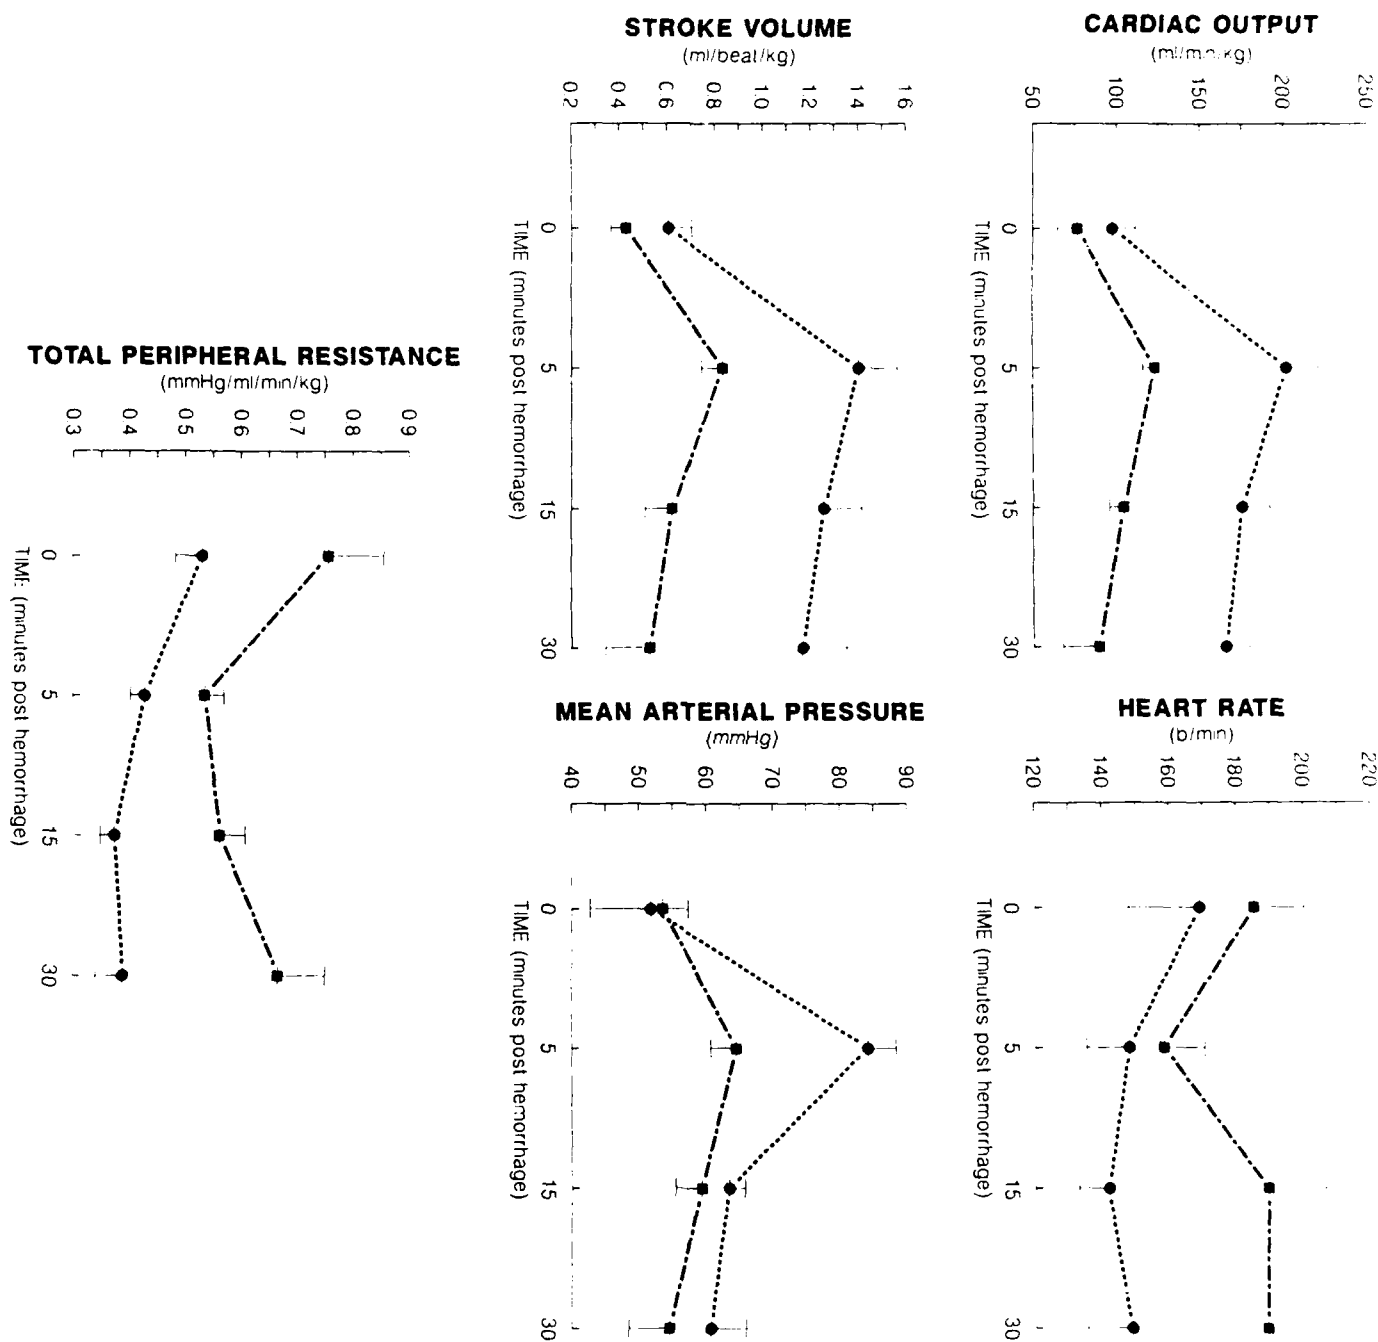 STROKE VOLUME
(ml/beat/kg)
0.2 0.4 0.6 0.8 1.0 1.2 1.4 1.6
0 5 15 30
TIME (minutes post hemorrhage)
CARDIAC OUTPUT
(ml/min/kg)
50 100 150 200 250
0 5 15 30
TIME (minutes post hemorrhage)
TOTAL PERIPHERAL RESISTANCE
(mmHg/ml/min/kg)
0.3 0.4 0.5 0.6 0.7 0.8 0.9
0 5 15 30
TIME (minutes post hemorrhage)
MEAN ARTERIAL PRESSURE
(mmHg)
40 50 60 70 80 90
0 5 15 30
TIME (minutes post hemorrhage)
HEART RATE
(b/min)
120 140 160 180 200 220
0 5 15 30
TIME (minutes post hemorrhage)